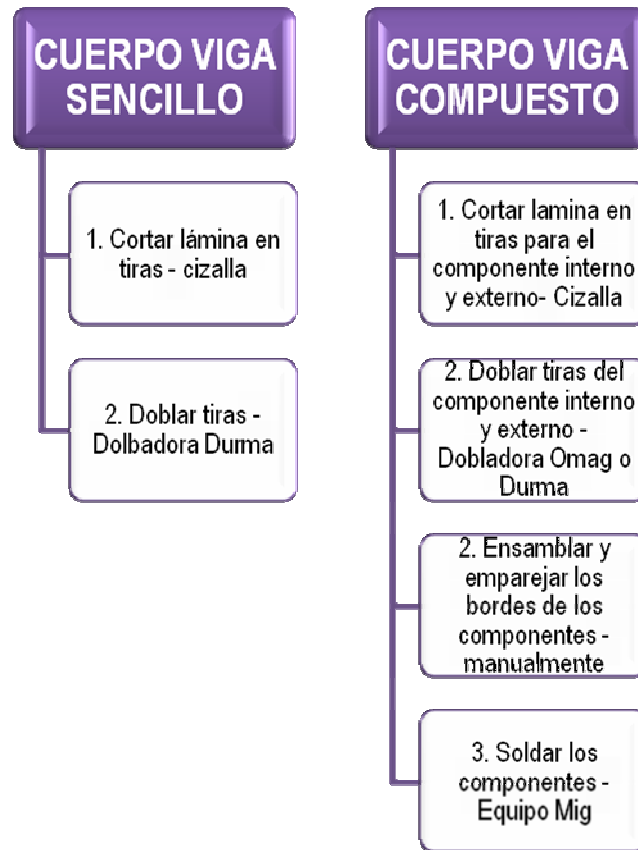 CUERPO VIGA
SENCILLO
1. Cortar lámina en
tiras - cizalla
2. Doblar tiras -
Dolbadora Durma
CUERPO VIGA
COMPUESTO
1. Cortar lamina en
tiras para el
componente interno
y externo- Cizalla
2. Doblar tiras del
componente interno
y externo -
Dobladora Omag o
Durma
2. Ensamblar y
emparejar los
bordes de los
componentes -
manualmente
3. Soldar los
componentes -
Equipo Mig